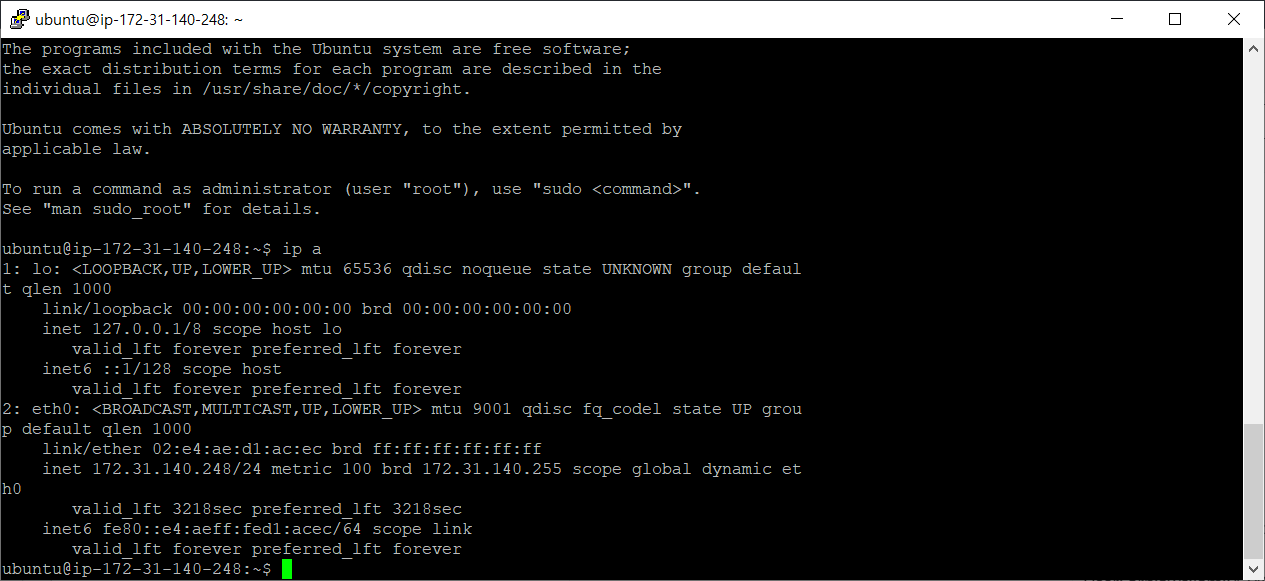 ubuntu@ip-172-31-140-248: ~
The programs included with the Ubuntu system are free software;
the exact distribution terms for each program are described in the
individual files in /usr/share/doc/*/copyright.
Ubuntu comes with ABSOLUTELY NO WARRANTY, to the extent permitted by
applicable law.
To run a command as administrator (user "root"), use "sudo <command>".
See "man sudo_root" for details.
ubuntu@ip-172-31-140-248:~$ ip a
1: lo: <LOOPBACK,UP,LOWER_UP> mtu 65536 qdisc noqueue state UNKNOWN group defaul
t qlen 1000
    link/loopback 00:00:00:00:00:00 brd 00:00:00:00:00:00
    inet 127.0.0.1/8 scope host lo
       valid_lft forever preferred_lft forever
    inet6 ::1/128 scope host
       valid_lft forever preferred_lft forever
2: eth0: <BROADCAST,MULTICAST,UP,LOWER_UP> mtu 9001 qdisc fq_codel state UP grou
p default qlen 1000
    link/ether 02:e4:ae:d1:ac:ec brd ff:ff:ff:ff:ff:ff
    inet 172.31.140.248/24 metric 100 brd 172.31.140.255 scope global dynamic et
h0
       valid_lft 3218sec preferred_lft 3218sec
    inet6 fe80::e4:aeff:fed1:acec/64 scope link
       valid_lft forever preferred_lft forever
ubuntu@ip-172-31-140-248:~$